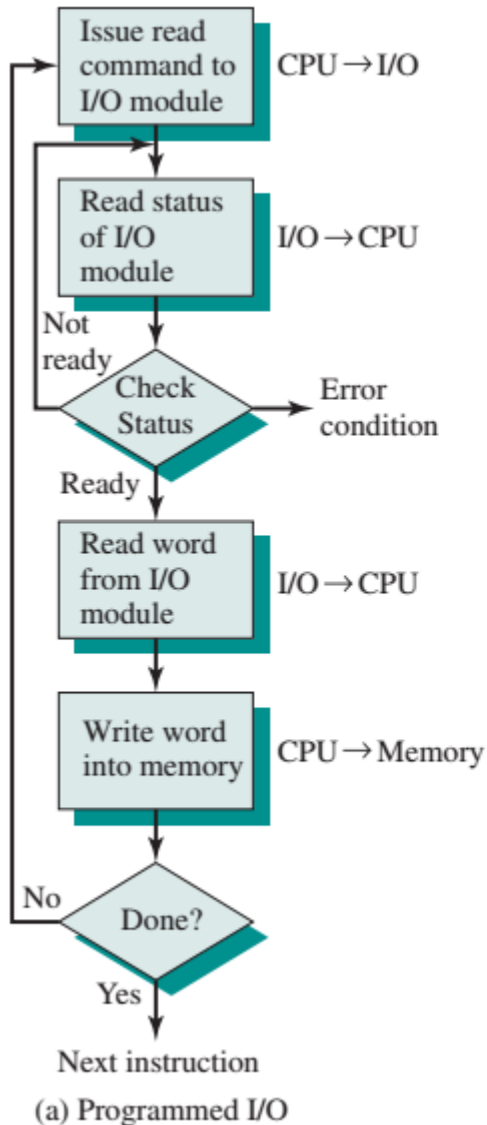 Issue read
command to
I/O module
CPU → I/O
Read status
of I/O
module
I/O → CPU
Not
ready
Check
Status
Error
condition
Ready
Read word
from I/O
module
I/O → CPU
Write word
into memory
CPU → Memory
No
Done?
Yes
Next instruction
(a) Programmed I/O